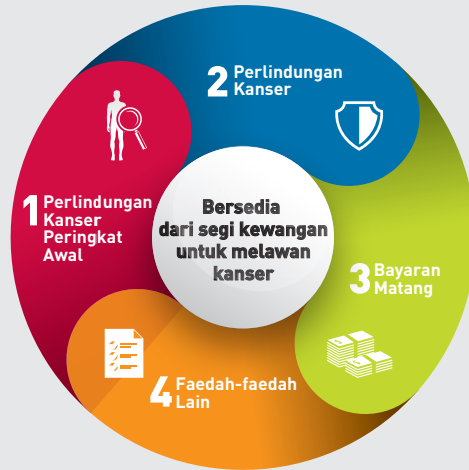 Bersedia
dari segi kewangan
untuk melawan
kanser
1 Perlindungan
Kanser
Peringkat
Awal
2 Perlindungan
Kanser
3 Bayaran
Matang
4 Faedah-faedah
Lain